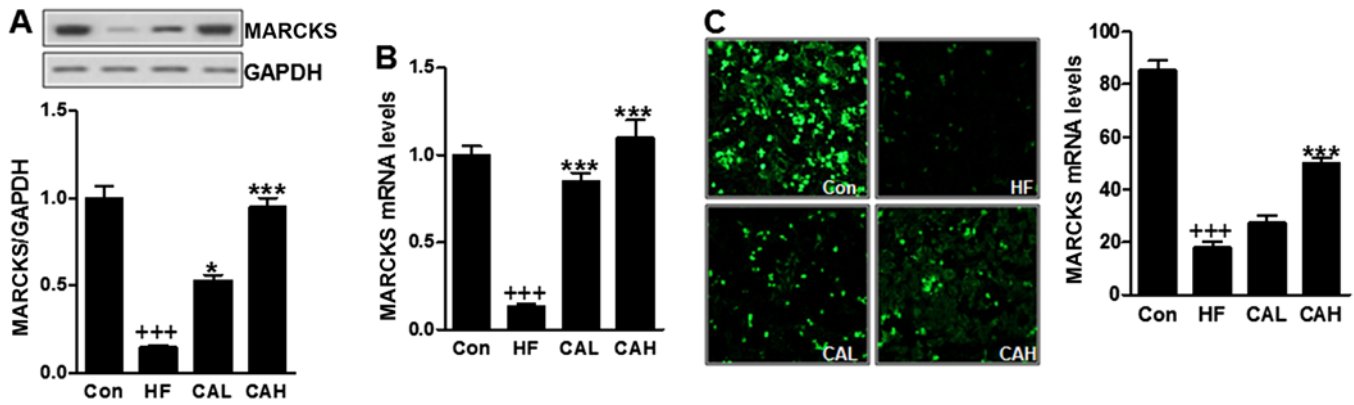 A
MARCKS
GAPDH
MARCKS/GAPDH
1.5
1.0
0.5
0.0
+++
*
***
Con HF CAL CAH
B
MARCKS mRNA levels
1.5
1.0
0.5
0.0
+++
***
***
Con HF CAL CAH
C
Con
HF
CAL
CAH
MARCKS mRNA levels
100
80
60
40
20
0
+++
***
Con HF CAL CAH